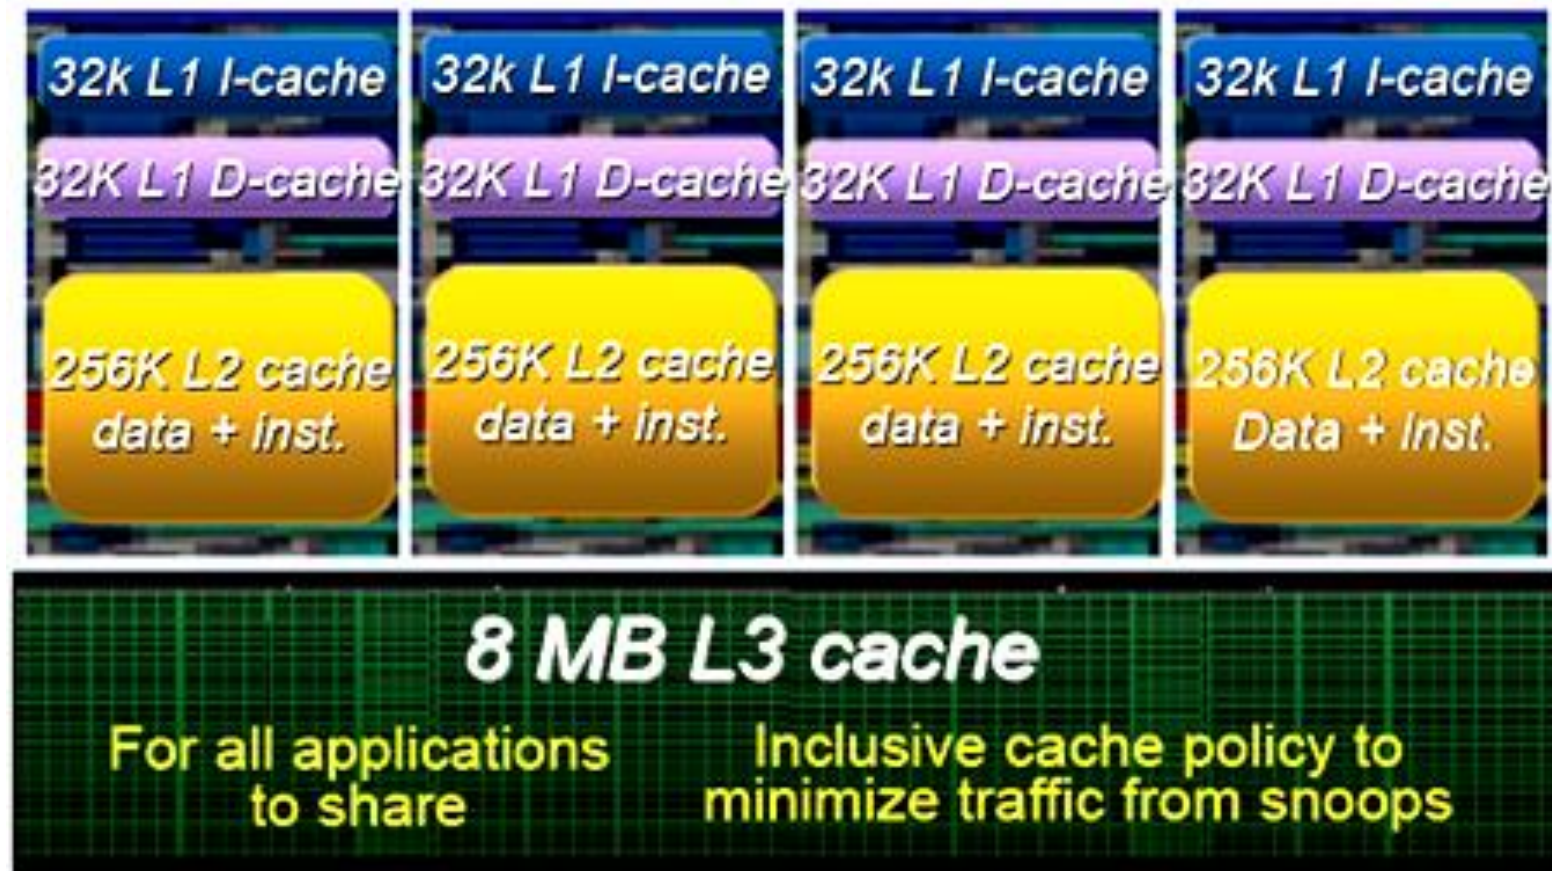 32k L1 I-cache
32K L1 D-cache
256K L2 cache
data + inst.
32k L1 I-cache
32K L1 D-cache
256K L2 cache
data + inst.
32k L1 I-cache
32K L1 D-cache
256K L2 cache
data + inst.
32k L1 I-cache
32K L1 D-cache
256K L2 cache
Data + Inst.
8 MB L3 cache
For all applications
to share
Inclusive cache policy to
minimize traffic from snoops